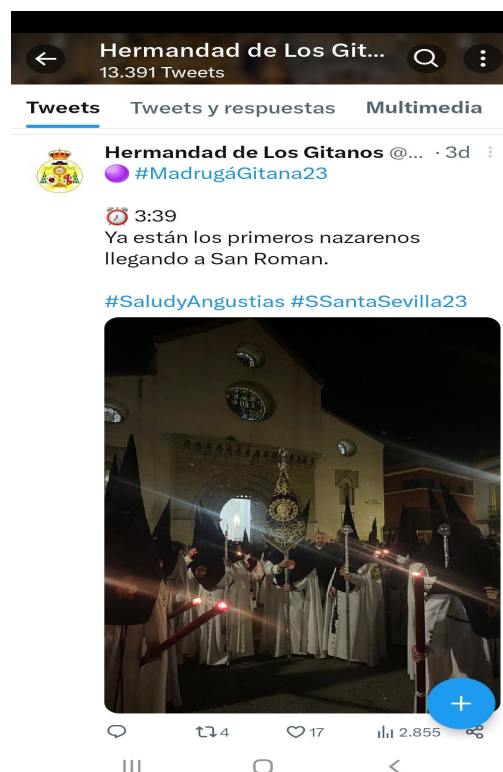 Hermandad de Los Git...
13.391 Tweets
Tweets Tweets y respuestas Multimedia
Hermandad de Los Gitanos @... · 3d
#MadrugáGitana23
3:39
Ya están los primeros nazarenos
llegando a San Roman.
#SaludyAngustias #SSantaSevilla23
4 17 2.855